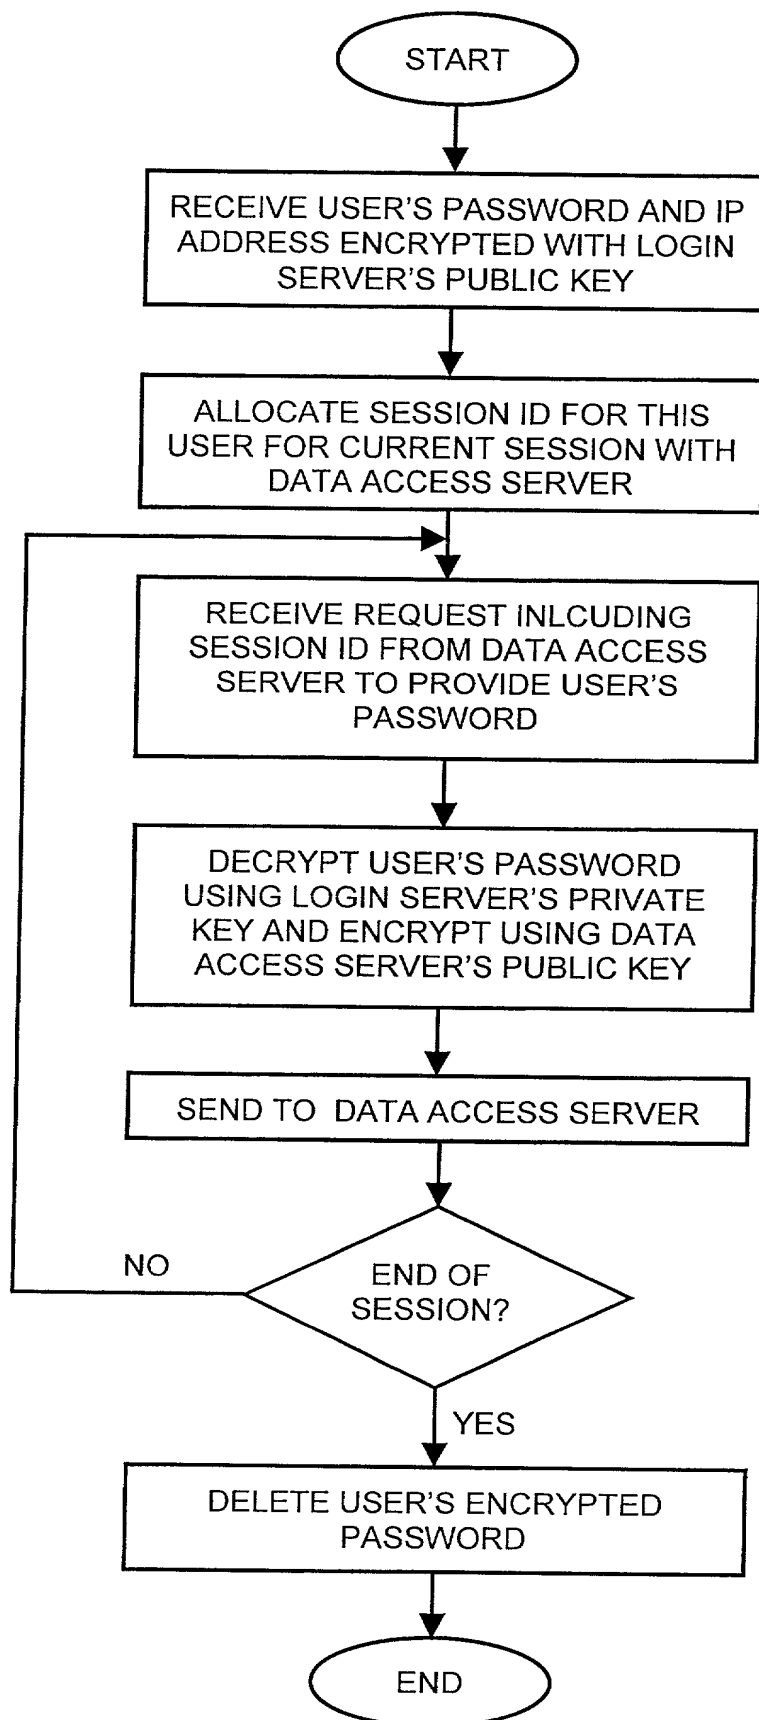 START
RECEIVE USER'S PASSWORD AND IP
ADDRESS ENCRYPTED WITH LOGIN
SERVER'S PUBLIC KEY
ALLOCATE SESSION ID FOR THIS
USER FOR CURRENT SESSION WITH
DATA ACCESS SERVER
RECEIVE REQUEST INLCUDING
SESSION ID FROM DATA ACCESS
SERVER TO PROVIDE USER'S
PASSWORD
DECRYPT USER'S PASSWORD
USING LOGIN SERVER'S PRIVATE
KEY AND ENCRYPT USING DATA
ACCESS SERVER'S PUBLIC KEY
SEND TO DATA ACCESS SERVER
NO
END OF
SESSION?
YES
DELETE USER'S ENCRYPTED
PASSWORD
END